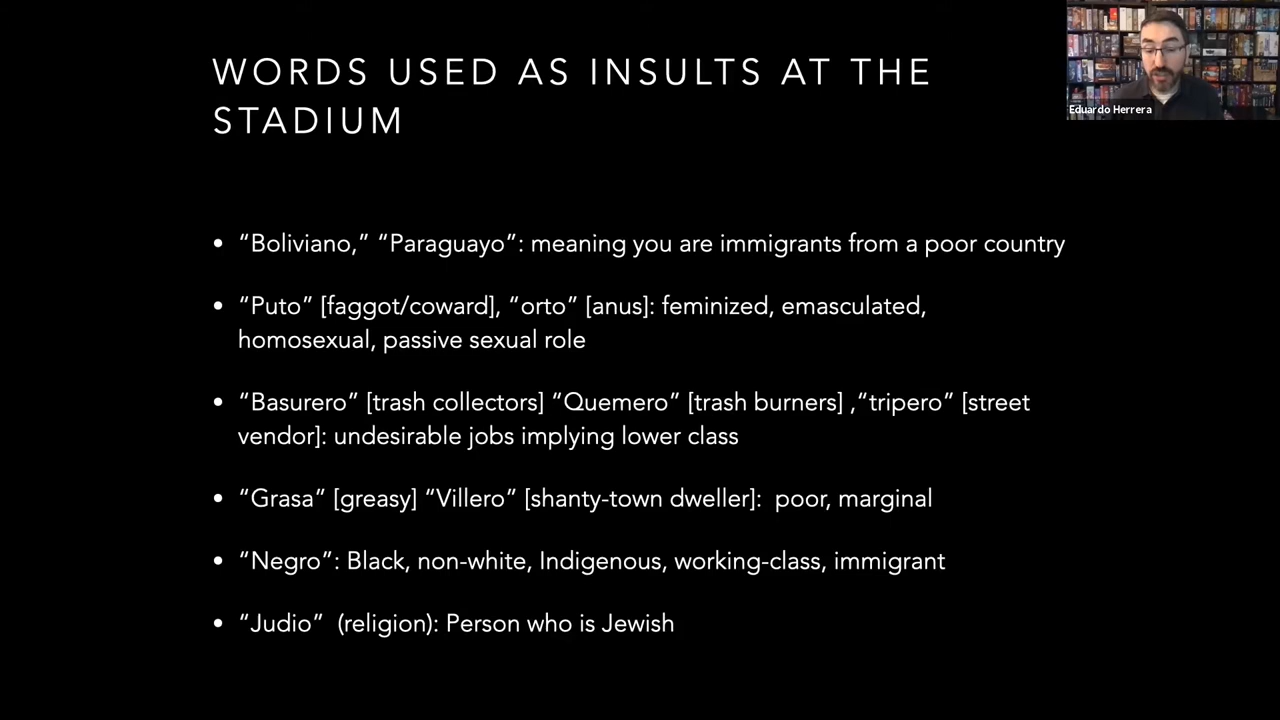 WORDS USED AS INSULTS AT THE
STADIUM
Eduardo Herrera
• “Boliviano,” “Paraguayo”: meaning you are immigrants from a poor country
• “Puto” [faggot/coward], “orto” [anus]: feminized, emasculated,
homosexual, passive sexual role
• “Basurero” [trash collectors] “Quemero” [trash burners] ,“tripero” [street
vendor]: undesirable jobs implying lower class
• “Grasa” [greasy] “Villero” [shanty-town dweller]:  poor, marginal
• “Negro”: Black, non-white, Indigenous, working-class, immigrant
• “Judio”  (religion): Person who is Jewish